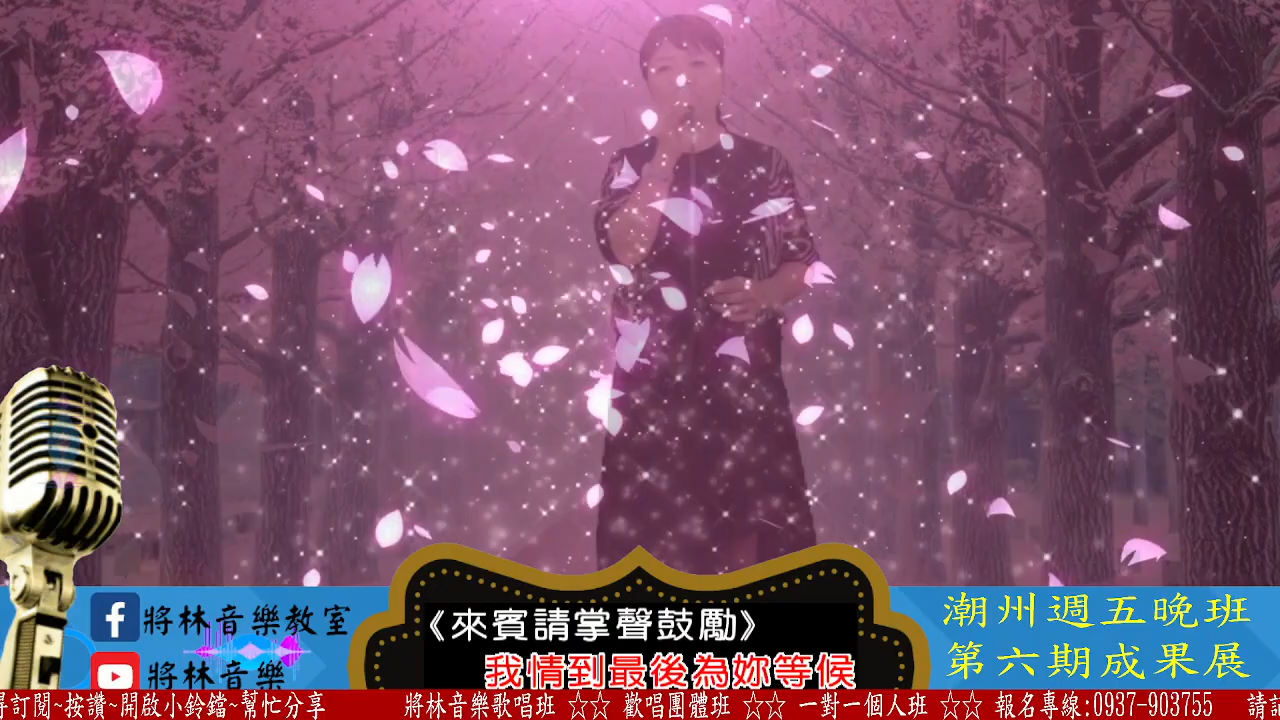 將林音樂教室
將林音樂
《來賓請掌聲鼓勵》
我情到最後為妳等候
潮州週五晚班
第六期成果展
訂閱~按讚~開啟小鈴鐺~幫忙分享 將林音樂歌唱班 ☆☆ 歡唱團體班 ☆☆ 一對一個人班 ☆☆ 報名專線:0937-903755 請